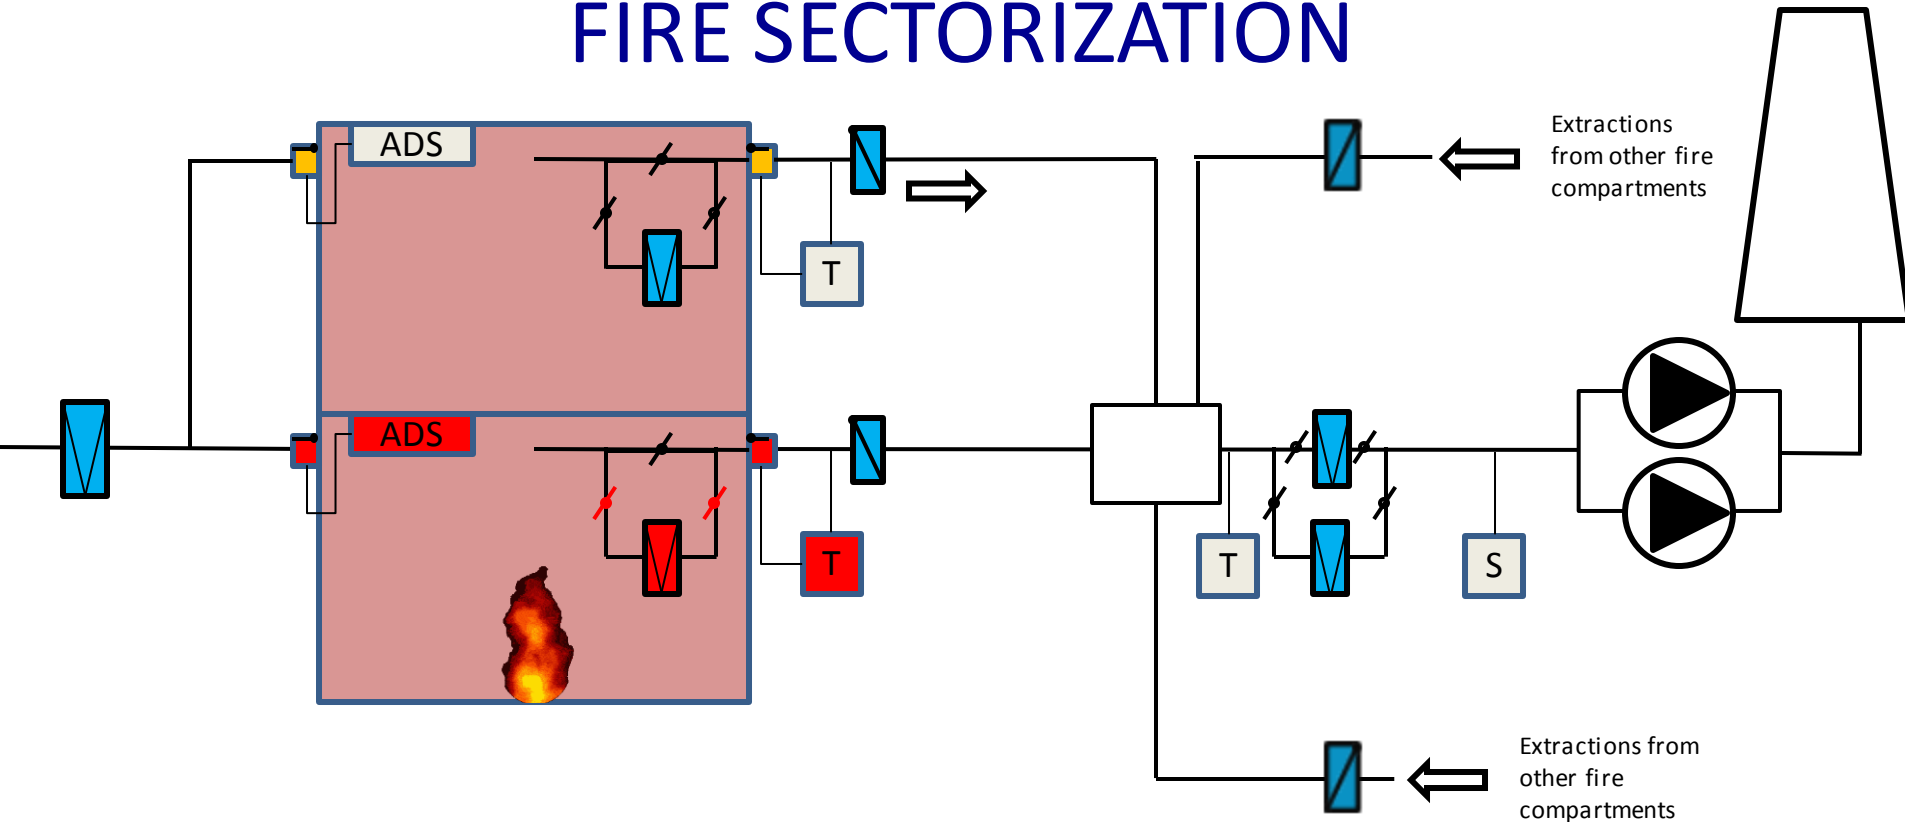 FIRE SECTORIZATION
ADS
Extractions
from other fire
compartments
T
ADS
T
T
S
Extractions from
other fire
compartments